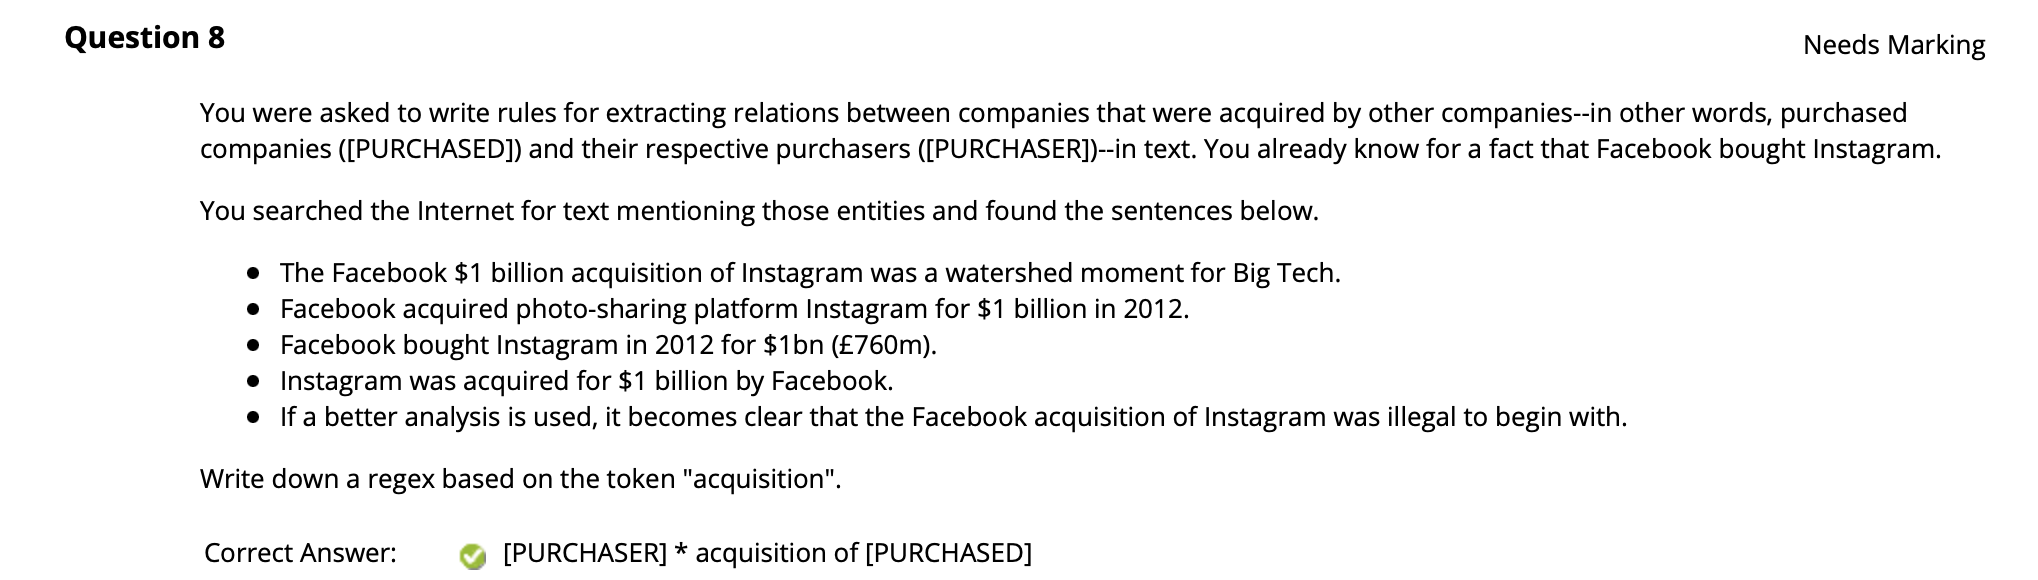 Question 8
Needs Marking
You were asked to write rules for extracting relations between companies that were acquired by other companies--in other words, purchased
companies ([PURCHASED]) and their respective purchasers ([PURCHASER])--in text. You already know for a fact that Facebook bought Instagram.
You searched the Internet for text mentioning those entities and found the sentences below.
• The Facebook $1 billion acquisition of Instagram was a watershed moment for Big Tech.
• Facebook acquired photo-sharing platform Instagram for $1 billion in 2012.
• Facebook bought Instagram in 2012 for $1bn (£760m).
• Instagram was acquired for $1 billion by Facebook.
• If a better analysis is used, it becomes clear that the Facebook acquisition of Instagram was illegal to begin with.
Write down a regex based on the token "acquisition".
Correct Answer: [PURCHASER] * acquisition of [PURCHASED]